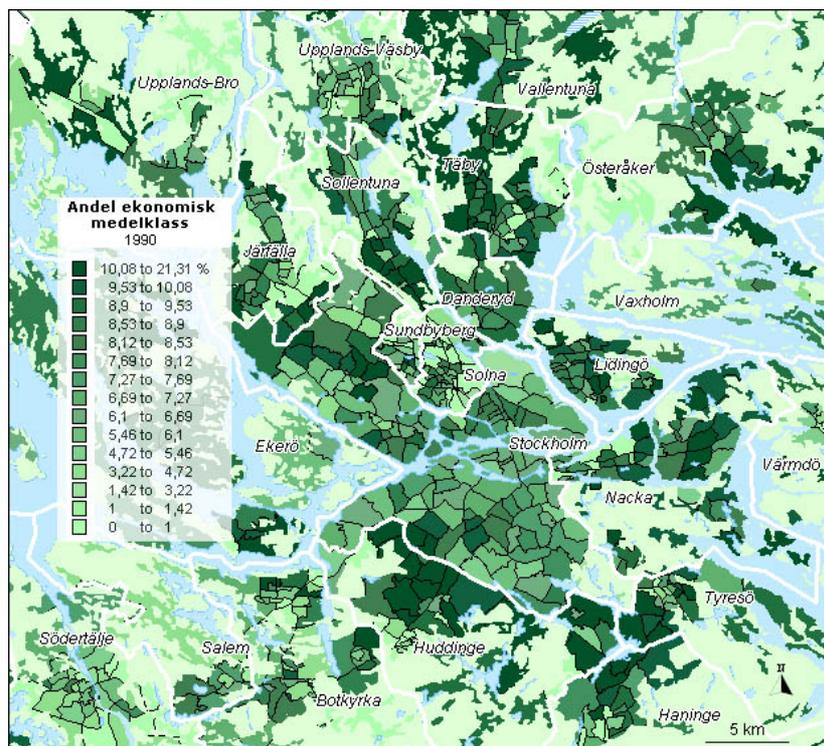 Upplands-Väsby
Upplands-Bro
Vallentuna
Täby
Österåker
Sollentuna
Andel ekonomisk
medelklass
1990
10,08 to 21,31 %
9,53 to 10,08
8,9 to 9,53
8,53 to 8,9
8,12 to 8,53
7,69 to 8,12
7,27 to 7,69
6,69 to 7,27
6,1 to 6,69
5,46 to 6,1
4,72 to 5,46
3,22 to 4,72
1,42 to 3,22
1 to 1,42
0 to 1
Järfälla
Danderyd
Vaxholm
Sundbyberg
Lidingö
Solna
Ekerö
Stockholm
Värmdö
Nacka
Tyresö
Södertälje
Salem
Huddinge
Botkyrka
N
Haninge
5 km